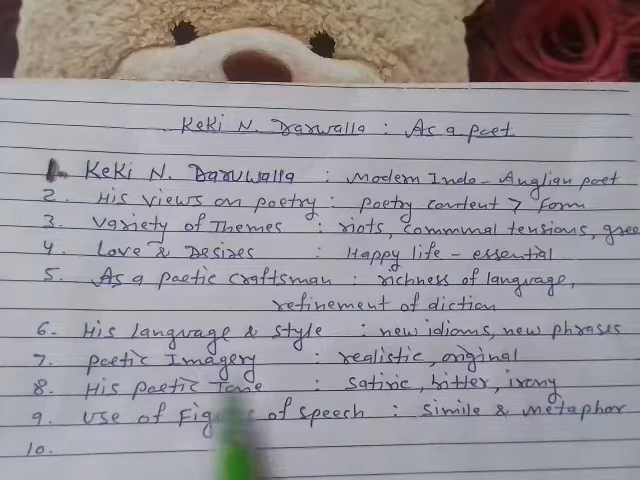 Keki N. Darwalla : As a poet
1. Keki N. Daruwalla : Modern Indo-Anglian poet
2. His views on poetry : poetry content > form
3. Variety of Themes : riots, communal tensions, gree
4. Love & Desires : Happy life - essential
5. As a poetic craftsman : richness of language,
refinement of diction
6. His language & style : new idioms, new phrases
7. poetic Imagery : realistic, original
8. His poetic Tone : satiric, bitter, irony
9. Use of of speech : simile & metaphor
10.